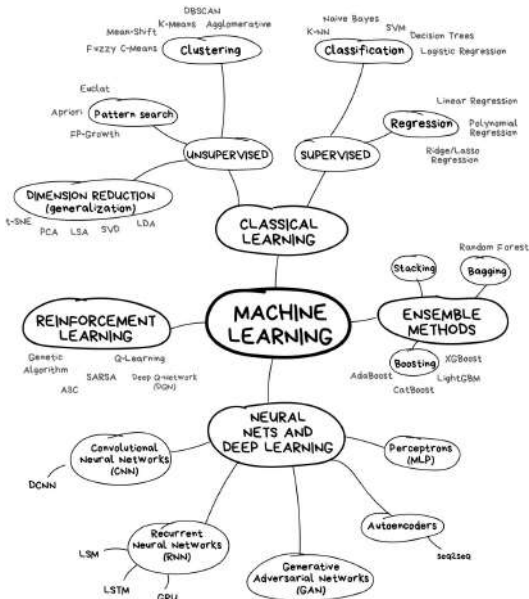 DBSCAN
Mean-Shift
K-Means
Agglomerative
Fuzzy C-Means
Clustering
Naive Bayes
SVM
K-NN
Decision Trees
Classification
Logistic Regression
Euclat
Apriori
Pattern search
FP-Growth
Linear Regression
Regression
Polynomial
Regression
Ridge/Lasso
Regression
UNSUPERVISED
SUPERVISED
DIMENSION REDUCTION
(generalization)
t-SNE
PCA
LSA
SVD
LDA
CLASSICAL
LEARNING
MACHINE
LEARNING
REINFORCEMENT
LEARNING
Genetic
Algorithm
Q-Learning
A3C
SARSA
Deep Q-Network
(DQN)
Random Forest
Stacking
Bagging
ENSEMBLE
METHODS
Boosting
XGBoost
AdaBoost
LightGBM
CatBoost
NEURAL
NETS AND
DEEP LEARNING
Convolutional
Neural Networks
(CNN)
DCNN
Perceptrons
(MLP)
Recurrent
Neural Networks
(RNN)
LSM
LSTM
GRU
Autoencoders
seq2seq
Generative
Adversarial Networks
(GAN)